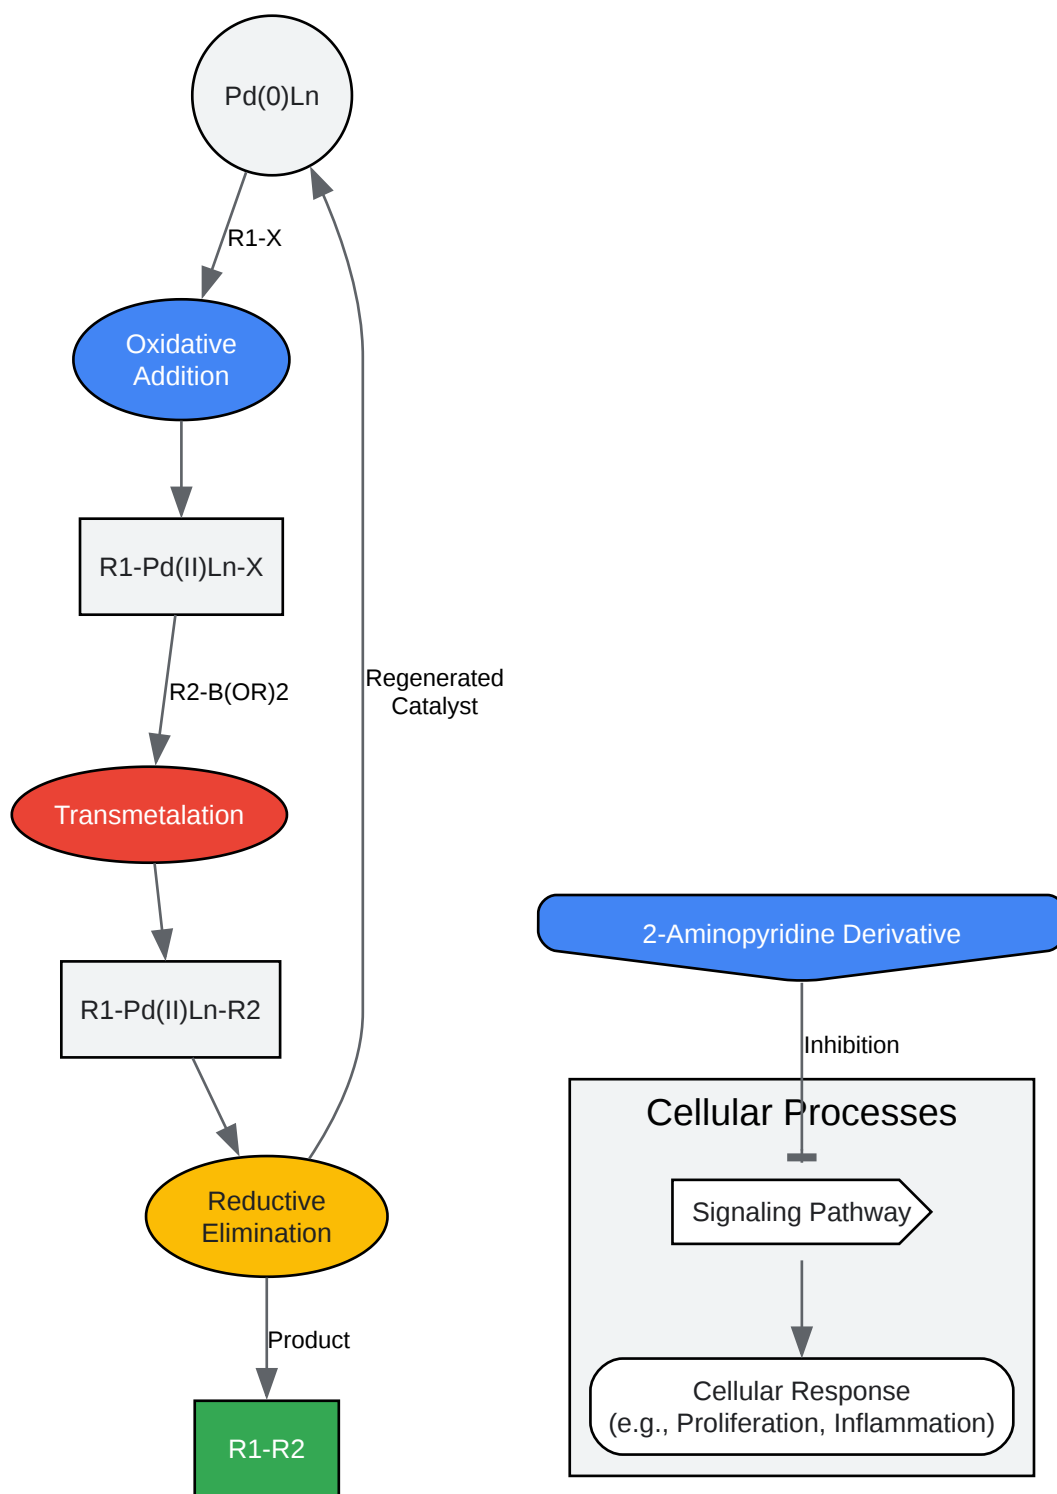 Pd(0)Ln
R1-X
Oxidative
Addition
R1-Pd(II)Ln-X
R2-B(OR)2
Regenerated
Catalyst
Transmetalation
R1-Pd(II)Ln-R2
Reductive
Elimination
Product
R1-R2
2-Aminopyridine Derivative
Inhibition
Cellular Processes
Signaling Pathway
Cellular Response
(e.g., Proliferation, Inflammation)